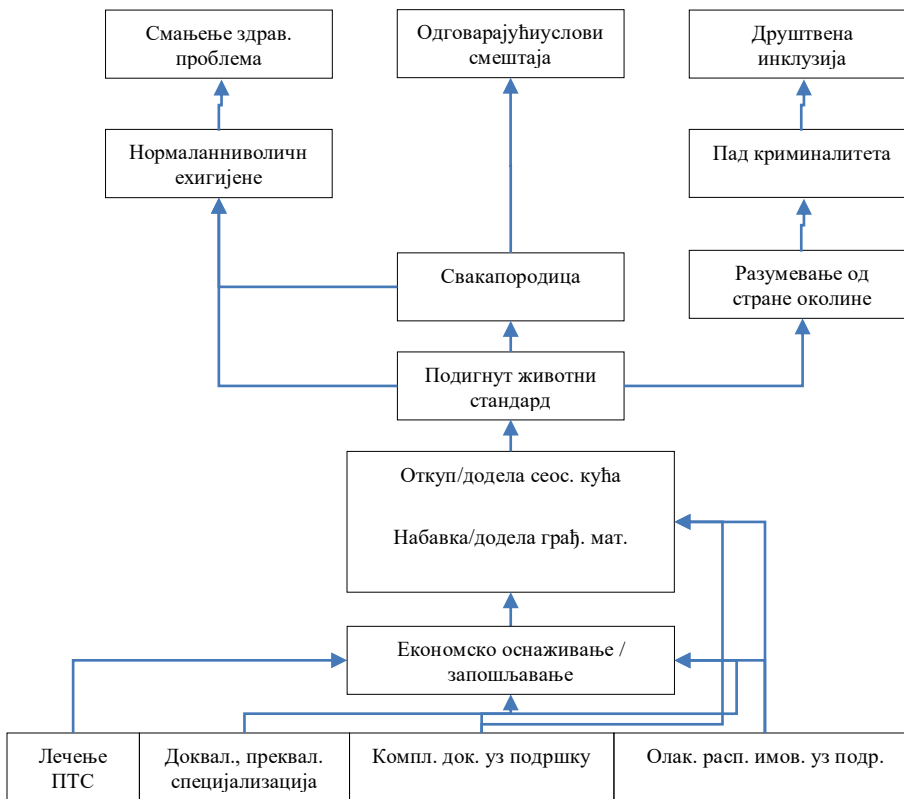 Смањење здрав.
проблема
Одговарајућиуслови
смештаја
Друштвена
инклузија
Нормаланниволичн
ехигијене
Пад криминалитета
Свакапородица
Разумевање од
стране околине
Подигнут животни
стандард
Откуп/додела сеос. кућа
Набавка/додела грађ. мат.
Економско оснаживање /
запошљавање
Лечење
ПТС
Доквал., преквал.
специјализација
Компл. док. уз подршку
Олак. расп. имов. уз подр.